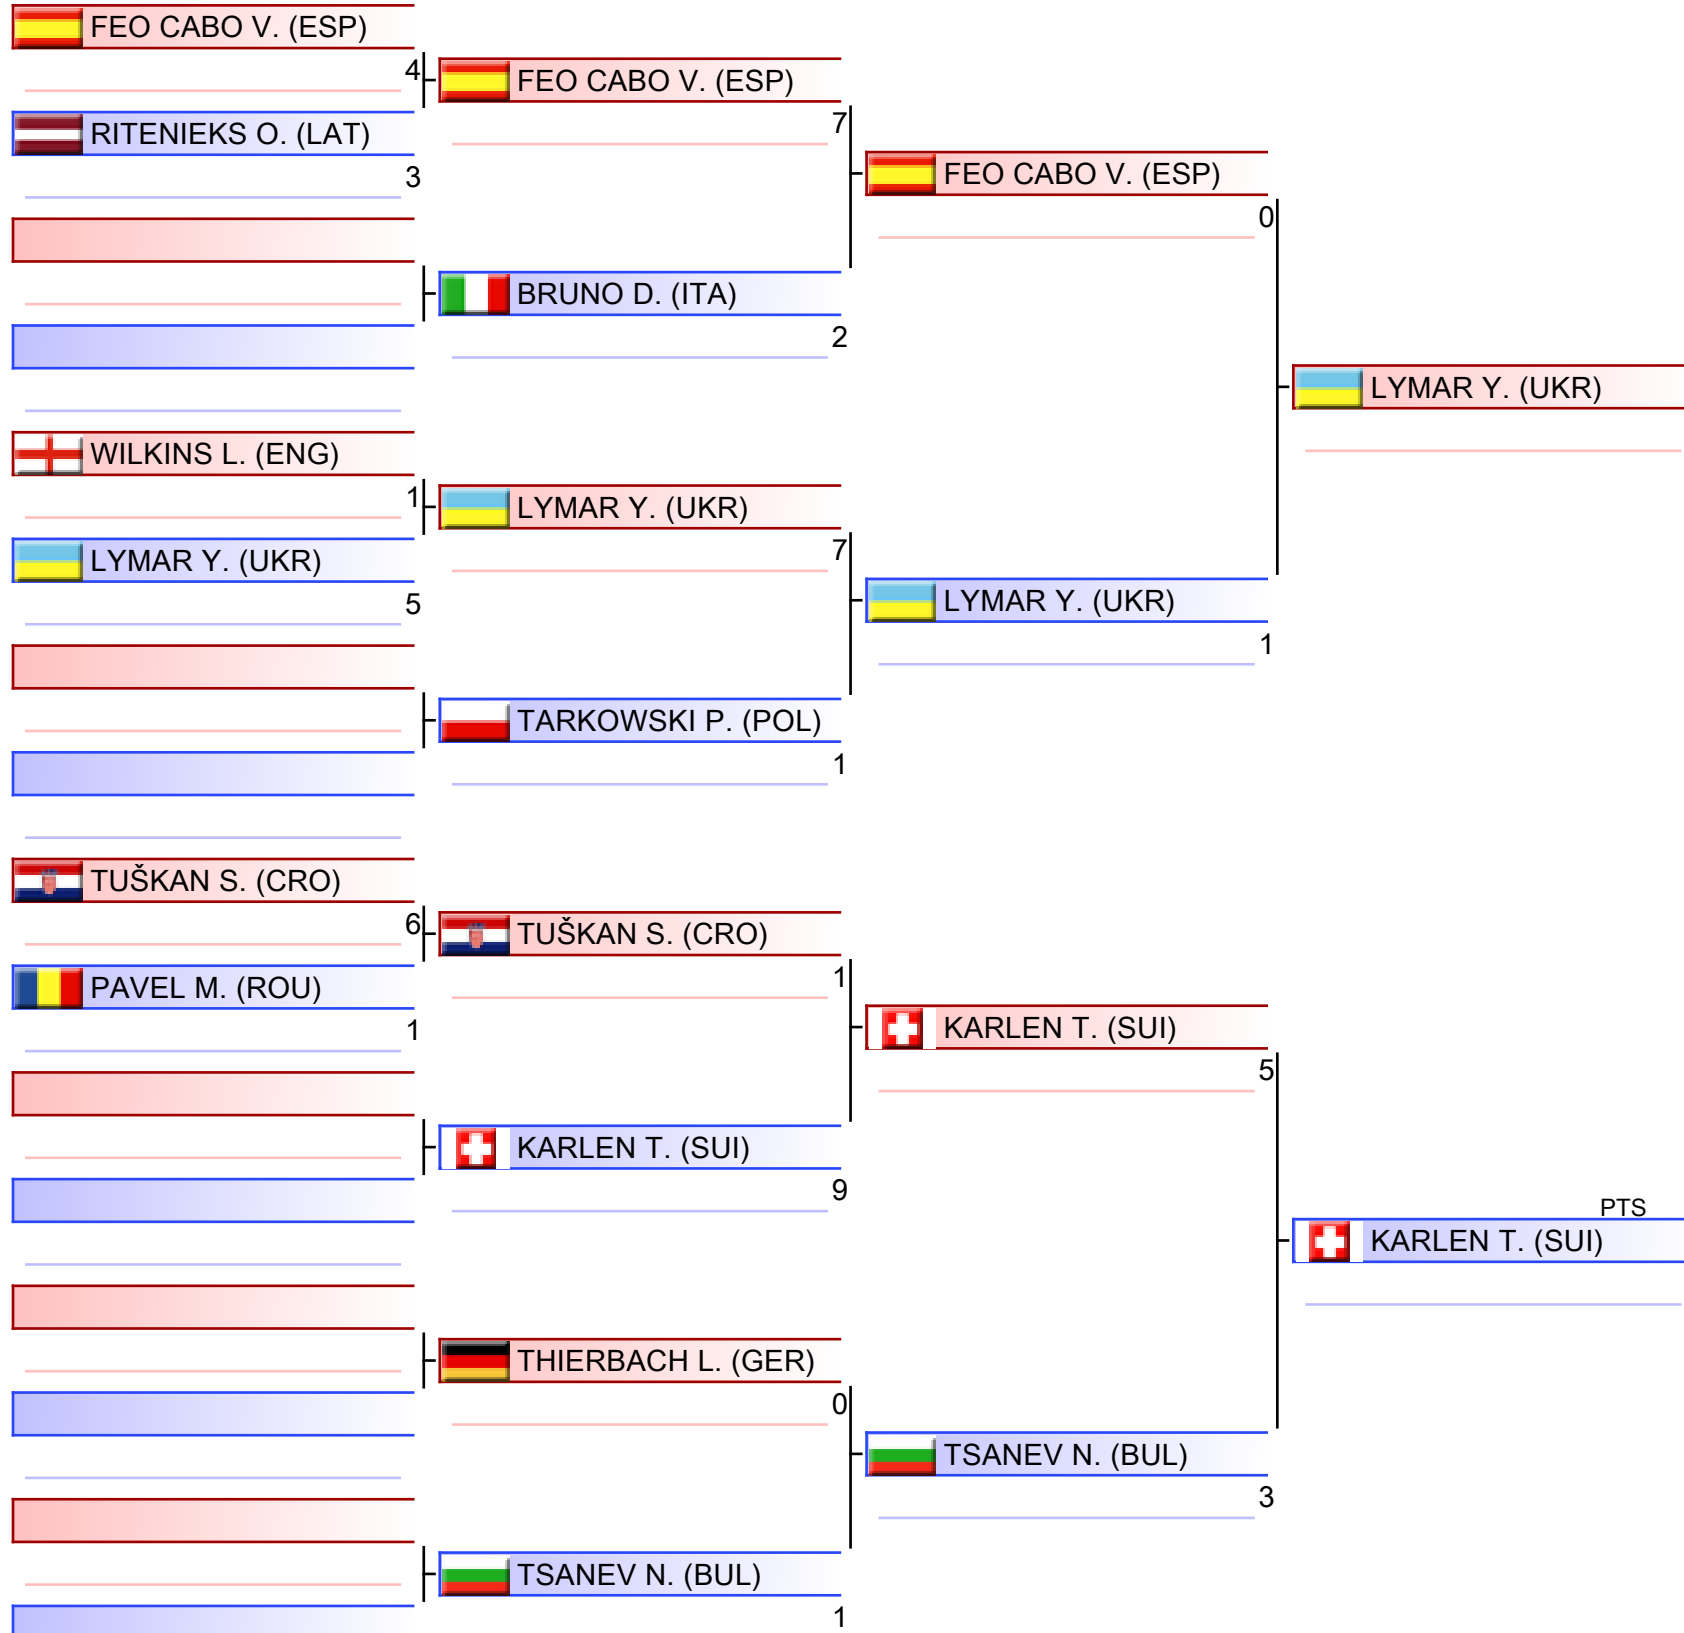 FEO CABO V. (ESP)
4
RITENIEKS O. (LAT)
3
WILKINS L. (ENG)
1
LYMAR Y. (UKR)
5
TUŠKAN S. (CRO)
6
PAVEL M. (ROU)
1
FEO CABO V. (ESP)
7
BRUNO D. (ITA)
2
LYMAR Y. (UKR)
7
TARKOWSKI P. (POL)
1
TUŠKAN S. (CRO)
1
KARLEN T. (SUI)
9
THIERBACH L. (GER)
0
TSANEV N. (BUL)
1
FEO CABO V. (ESP)
0
LYMAR Y. (UKR)
1
KARLEN T. (SUI)
5
TSANEV N. (BUL)
3
LYMAR Y. (UKR)
PTS
KARLEN T. (SUI)